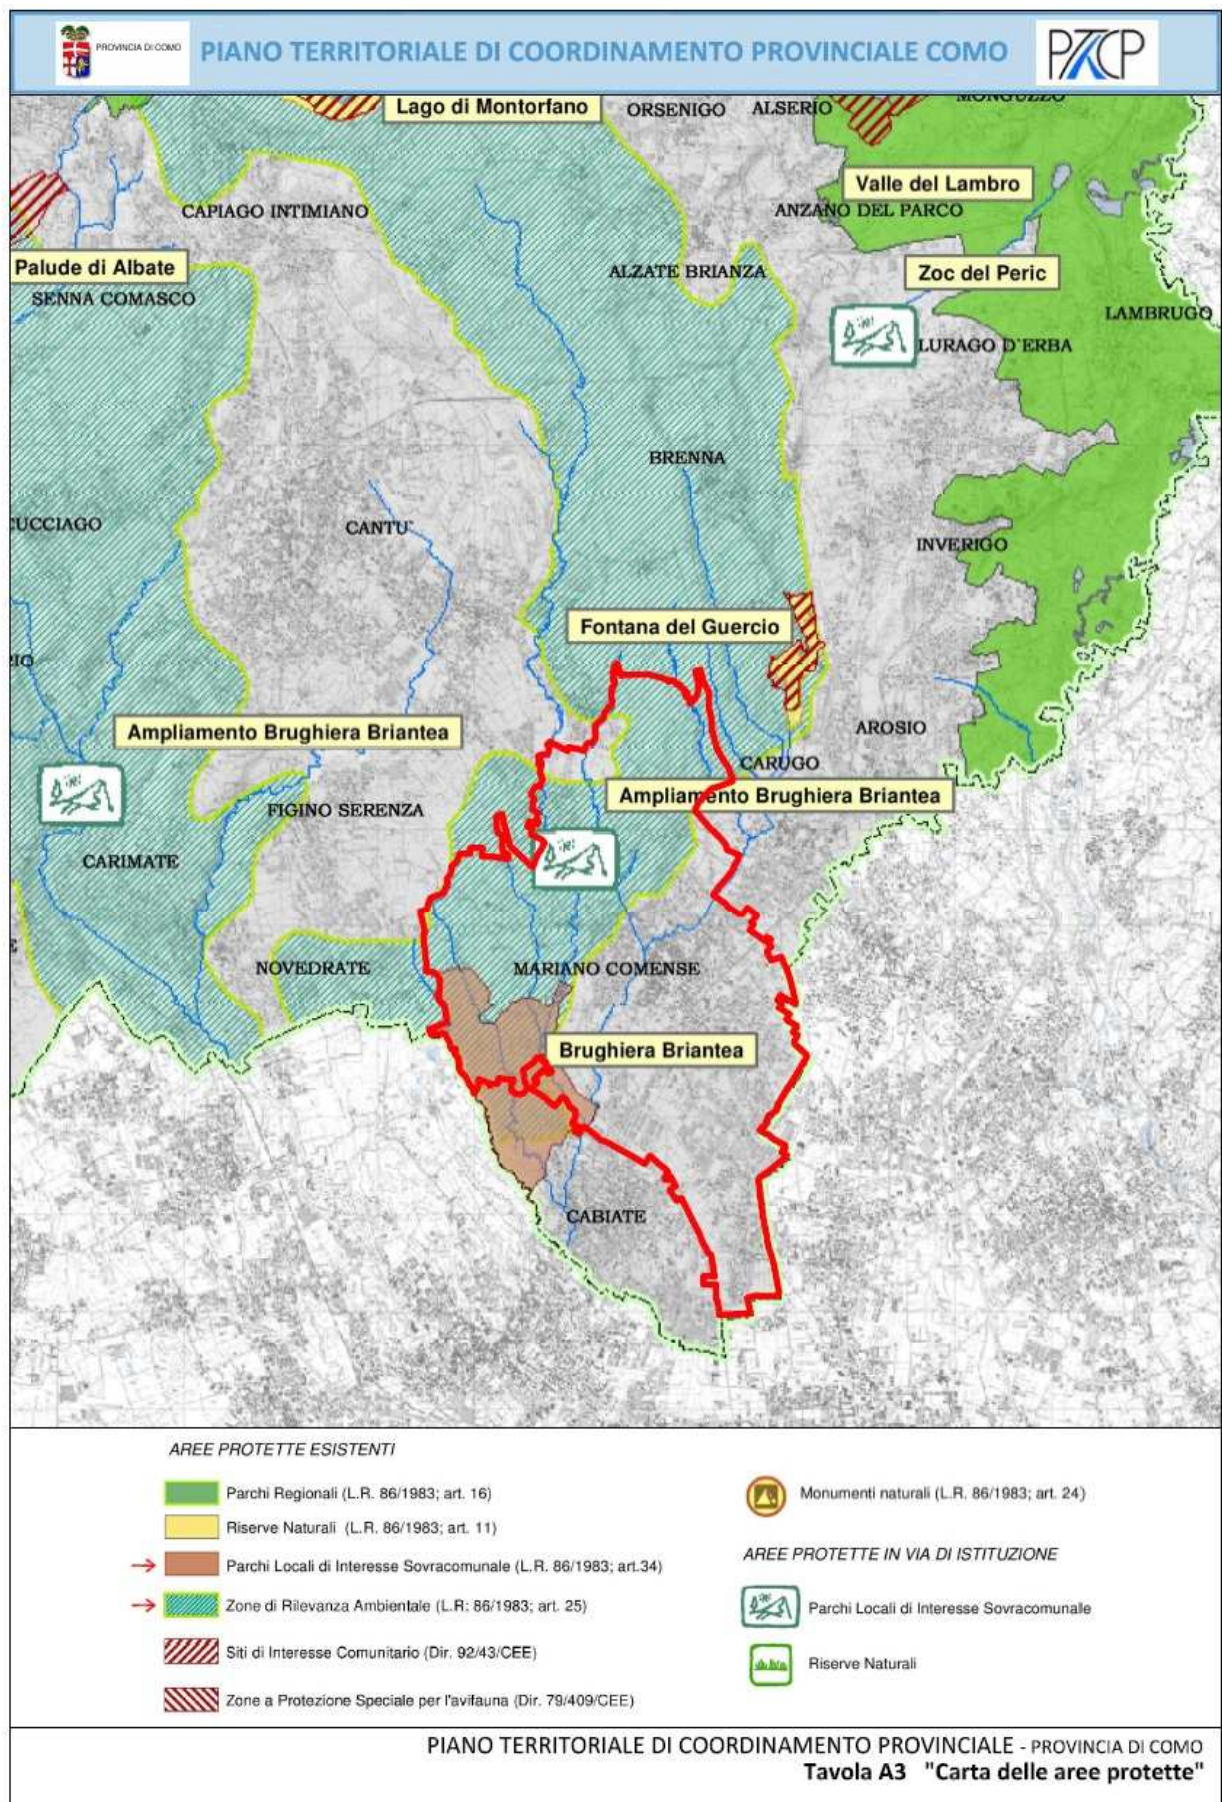 PROVINCIA DI COMO
PIANO TERRITORIALE DI COORDINAMENTO PROVINCIALE COMO
PTCP
Lago di Montorfano
ORSENIGO
ALSERIO
MONGUZZO
Valle del Lambro
CAPIAGO INTIMIANO
ANZANO DEL PARCO
Palude di Albate
ALZATE BRIANZA
Zoc del Peric
SENNA COMASCO
LAMBRUGO
LURAGO D'ERBA
BRENNA
CUCCIAGO
CANTU'
INVERIGO
Fontana del Guercio
RIO
Ampliamento Brughiera Briantea
AROSIO
CARUGO
Ampliamento Brughiera Briantea
FIGINO SERENZA
CARIMATE
E
NOVEDRATE
MARIANO COMENSE
Brughiera Briantea
CABIATE
AREE PROTETTE ESISTENTI
Parchi Regionali (L.R. 86/1983; art. 16)
Riserve Naturali (L.R. 86/1983; art. 11)
Parchi Locali di Interesse Sovracomunale (L.R. 86/1983; art.34)
Zone di Rilevanza Ambientale (L.R: 86/1983; art. 25)
Siti di Interesse Comunitario (Dir. 92/43/CEE)
Zone a Protezione Speciale per l'avifauna (Dir. 79/409/CEE)
Monumenti naturali (L.R. 86/1983; art. 24)
AREE PROTETTE IN VIA DI ISTITUZIONE
Parchi Locali di Interesse Sovracomunale
Riserve Naturali
PIANO TERRITORIALE DI COORDINAMENTO PROVINCIALE - PROVINCIA DI COMO
Tavola A3 "Carta delle aree protette"